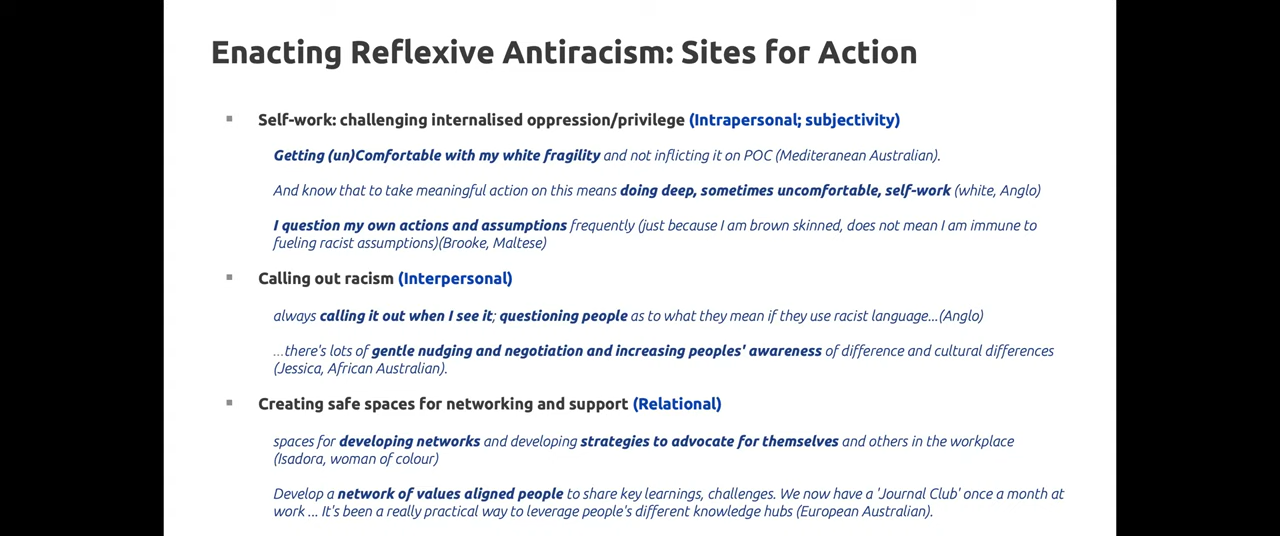 Enacting Reflexive Antiracism: Sites for Action
Self-work: challenging internalised oppression/privilege (Intrapersonal; subjectivity)
Getting (un)Comfortable with my white fragility and not inflicting it on POC (Mediteranean Australian).
And know that to take meaningful action on this means doing deep, sometimes uncomfortable, self-work (white, Anglo)
I question my own actions and assumptions frequently (just because I am brown skinned, does not mean I am immune to
fueling racist assumptions)(Brooke, Maltese)
Calling out racism (Interpersonal)
always calling it out when I see it; questioning people as to what they mean if they use racist language...(Anglo)
...there's lots of gentle nudging and negotiation and increasing peoples' awareness of difference and cultural differences
(Jessica, African Australian).
Creating safe spaces for networking and support (Relational)
spaces for developing networks and developing strategies to advocate for themselves and others in the workplace
(Isadora, woman of colour)
Develop a network of values aligned people to share key learnings, challenges. We now have a 'Journal Club' once a month at
work ... It's been a really practical way to leverage people's different knowledge hubs (European Australian).